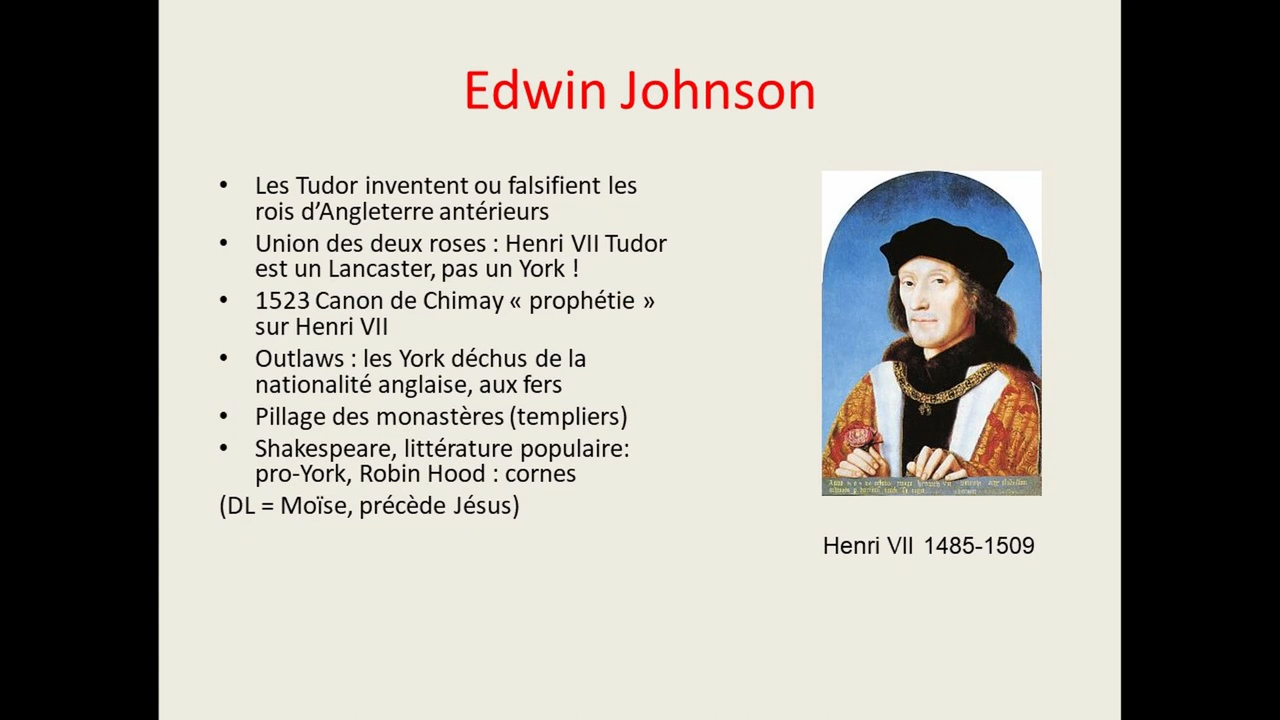 Edwin Johnson
• Les Tudor inventent ou falsifient les
rois d’Angleterre antérieurs
• Union des deux roses : Henri VII Tudor
est un Lancaster, pas un York !
• 1523 Canon de Chimay « prophétie »
sur Henri VII
• Outlaws : les York déchus de la
nationalité anglaise, aux fers
• Pillage des monastères (templiers)
• Shakespeare, littérature populaire:
pro-York, Robin Hood : cornes
(DL = Moïse, précède Jésus)
Henri VII 1485-1509